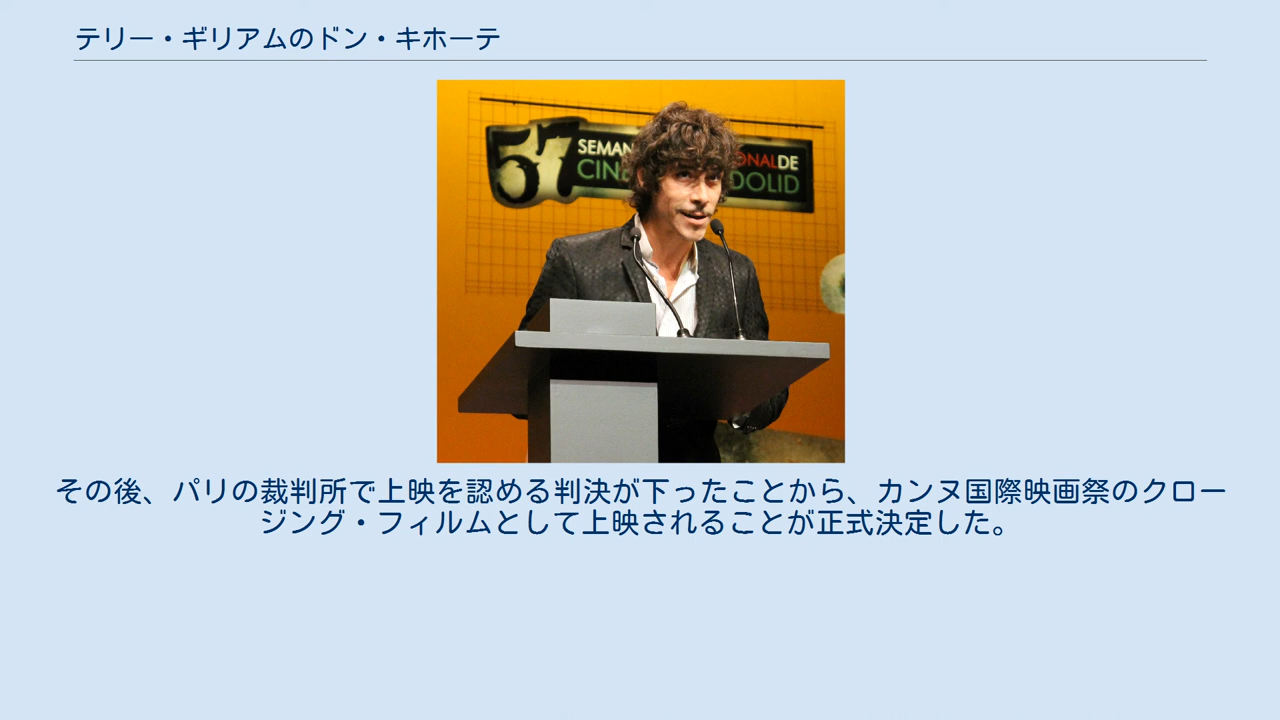 テリー・ギリアムのドン・キホーテ
57
SEMAN
ONALDE
CIN
DOLID
その後、パリの裁判所で上映を認める判決が下ったことから、カンヌ国際映画祭のクロー
ジング・フィルムとして上映されることが正式決定した。